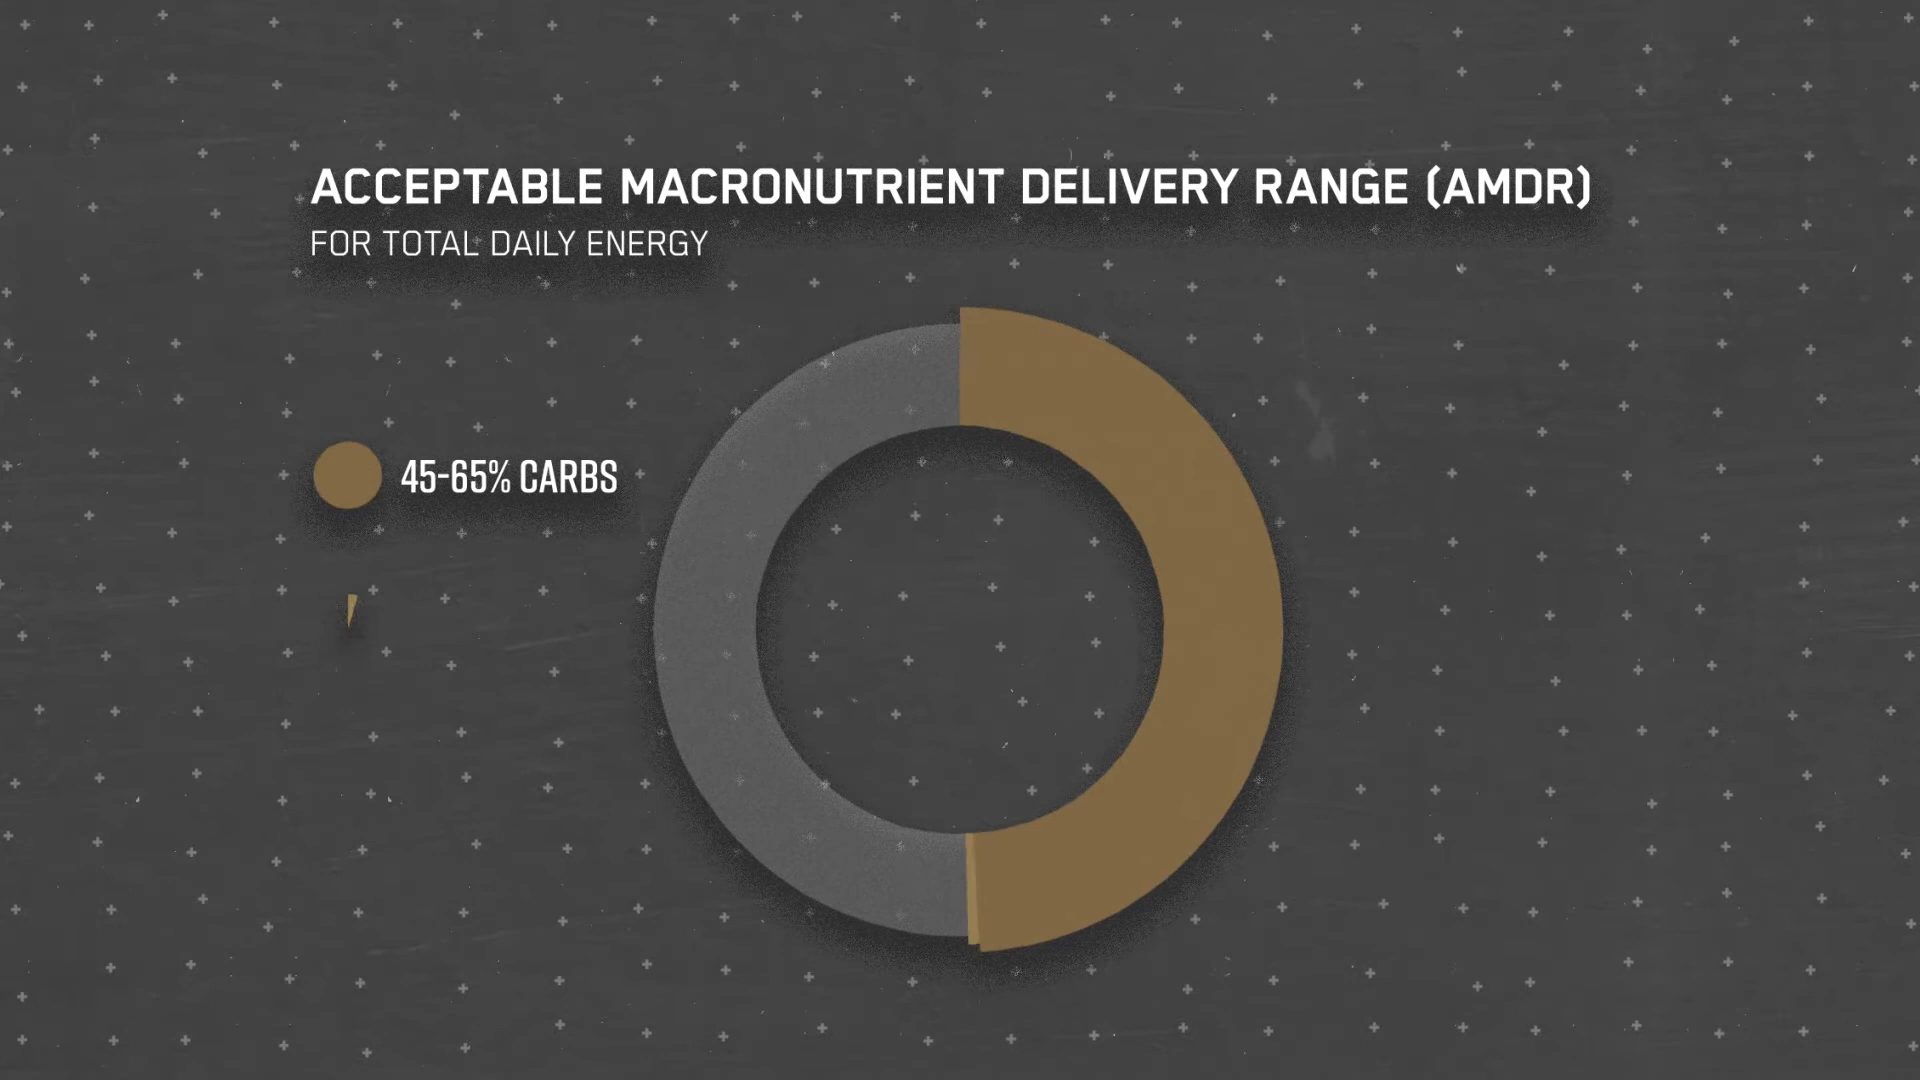 ACCEPTABLE MACRONUTRIENT DELIVERY RANGE (AMDR)
FOR TOTAL DAILY ENERGY
45-65% CARBS